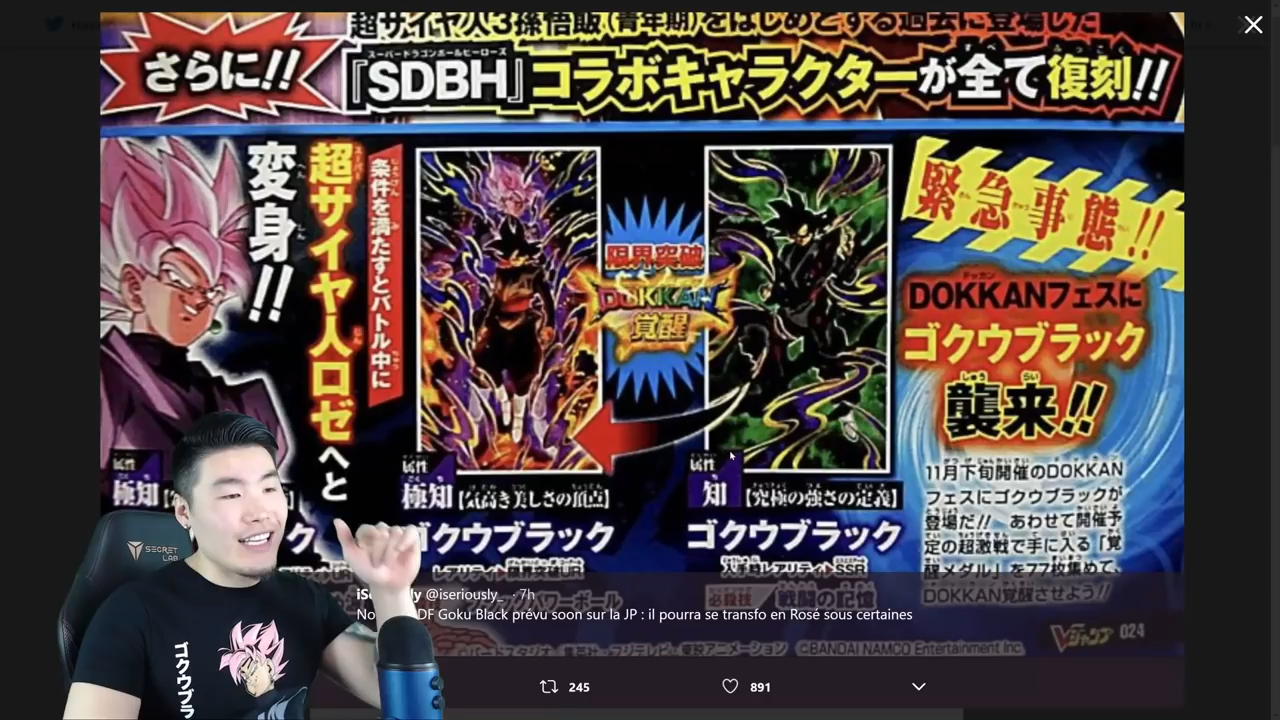 超サイヤ人3孫悟飯(青年期)をはじめとする過去に登場した
さらに!!
スーパードラゴンボールヒーローズ
『SDBH』コラボキャラクターが全て復刻!!
条件を満たすとバトル中に
超サイヤ人ロゼへと
変身!!
限界突破
DOKKAN
覚醒
緊急事態!!
DOKKANフェスに
ゴクウブラック
襲来!!
11月下旬開催のDOKKAN
フェスにゴクウブラックが
登場だ!! あわせて開催予
定の超激戦で手に入る「覚
醒メダル」を77枚集めて、
DOKKAN覚醒させよう!!
属性
極知
属性
極知【気高き美しさの頂点】
ゴクウブラック
属性
知【究極の強さの定義】
ゴクウブラック
入手時レアリティ▶SSR
必殺技 戦闘の記憶
@iseriously_ · 7h
DF Goku Black prévu soon sur la JP : il pourra se transfo en Rosé sous certaines
©BANDAI NAMCO Entertainment Inc.
Vジャンプ 024
245
891
SECRET
LAB
ゴクウブラ